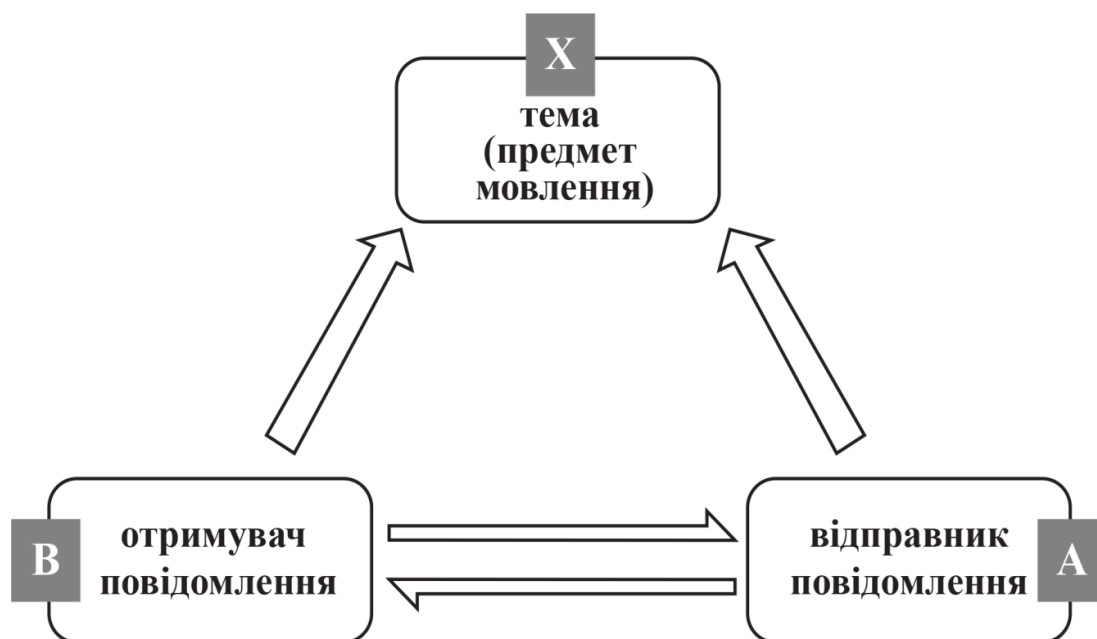 X
тема
(предмет
мовлення)
B
отримувач
повідомлення
відправник
повідомлення
A